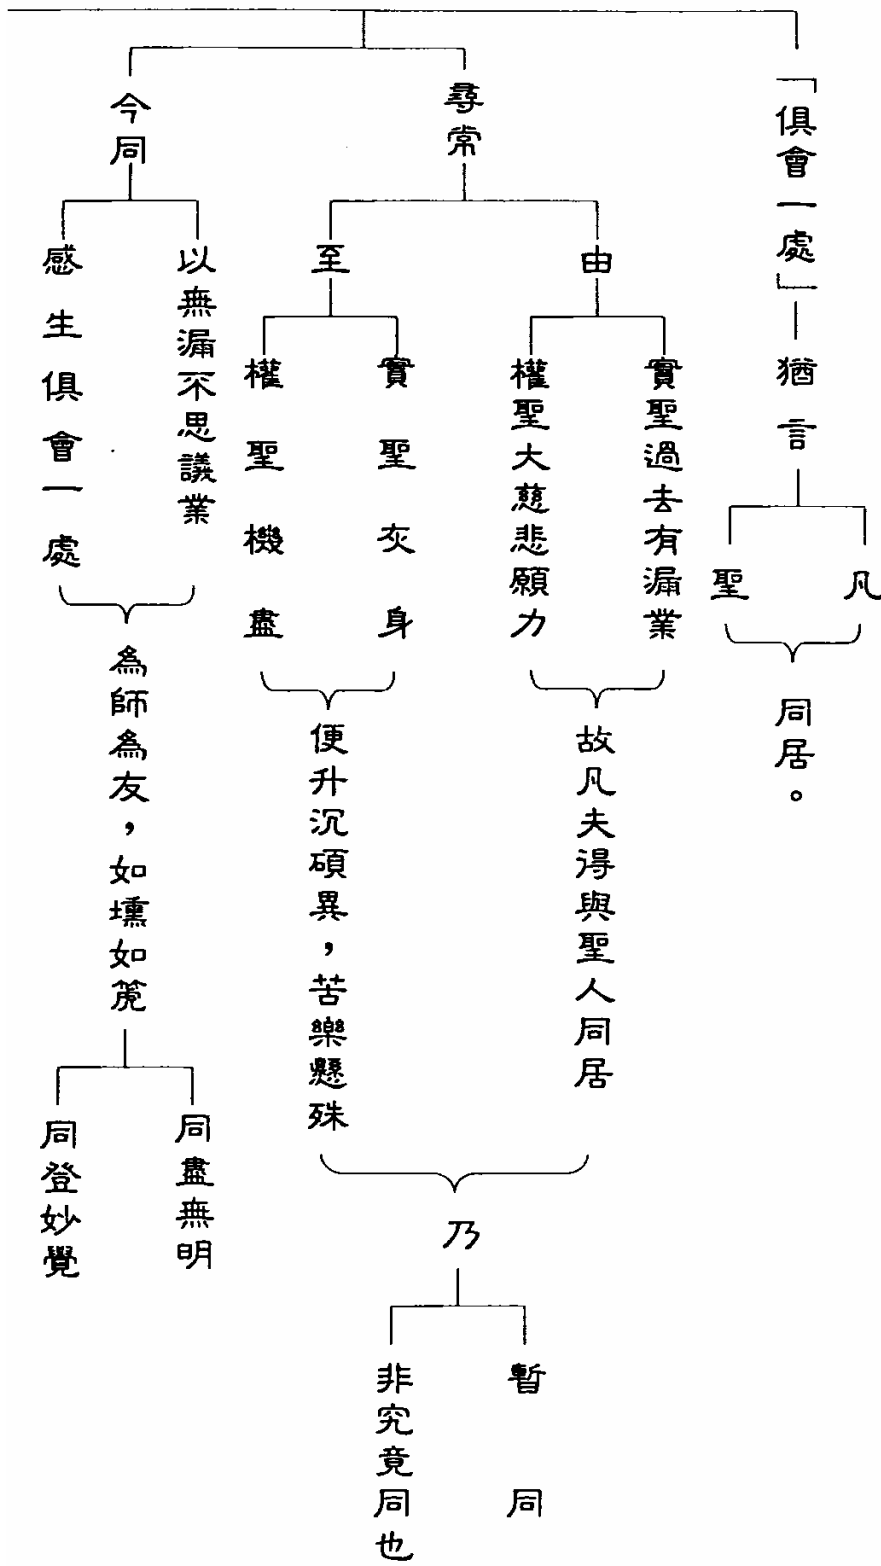 「俱會一處」—猶言
凡
聖
同居。
尋常
由
實聖過去有漏業
權聖大慈悲願力
故凡夫得與聖人同居
至
實聖灰身
權聖機盡
便升沉碩異，苦樂懸殊
乃
暫同
非究竟同也
今同
以無漏不思議業
感生俱會一處
為師為友，如壎如篪
同盡無明
同登妙覺